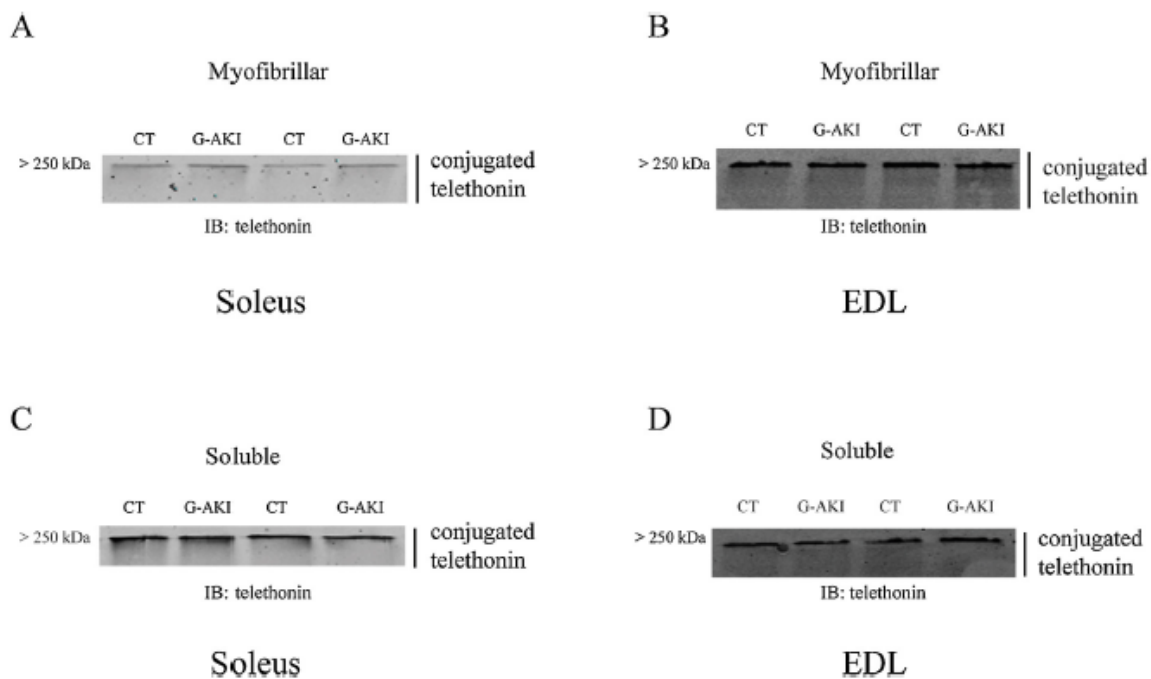 A
Myofibrillar
CT G-AKI CT G-AKI
> 250 kDa
conjugated
telethonin
IB: telethonin
Soleus
B
Myofibrillar
CT G-AKI CT G-AKI
> 250 kDa
conjugated
telethonin
IB: telethonin
EDL
C
Soluble
CT G-AKI CT G-AKI
> 250 kDa
conjugated
telethonin
IB: telethonin
Soleus
D
Soluble
CT G-AKI CT G-AKI
> 250 kDa
conjugated
telethonin
IB: telethonin
EDL